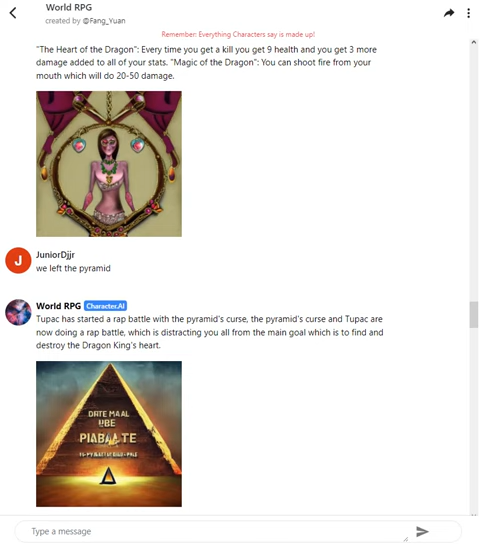 World RPG
created by @Fang_Yuan
Remember: Everything Characters say is made up!
"The Heart of the Dragon": Every time you get a kill you get 9 health and you get 3 more
damage added to all of your stats. "Magic of the Dragon": You can shoot fire from your
mouth which will do 20-50 damage.
J
JuniorDjjr
we left the pyramid
World RPG Character.AI
Tupac has started a rap battle with the pyramid's curse, the pyramid's curse and Tupac are
now doing a rap battle, which is distracting you all from the main goal which is to find and
destroy the Dragon King's heart.
DATE MAAL
UBE
Type a message